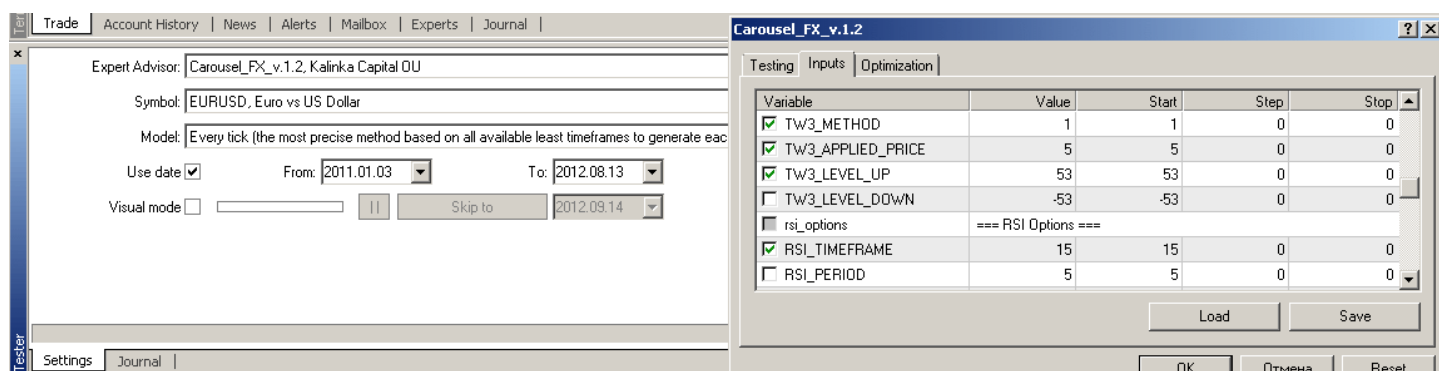 Ter
Trade | Account History | News | Alerts | Mailbox | Experts | Journal |
Expert Advisor: Carousel_FX_v.1.2, Kalinka Capital OU
Symbol: EURUSD, Euro vs US Dollar
Model: Every tick (the most precise method based on all available least timeframes to generate eac
Use date From: 2011.01.03 To: 2012.08.13
Visual mode Skip to 2012.09.14
Tester
Settings | Journal |
Carousel_FX_v.1.2
Testing Inputs Optimization
Variable Value Start Step Stop
TW3_METHOD 1 1 0 0
TW3_APPLIED_PRICE 5 5 0 0
TW3_LEVEL_UP 53 53 0 0
TW3_LEVEL_DOWN -53 -53 0 0
rsi_options === RSI Options ===
RSI_TIMEFRAME 15 15 0 0
RSI_PERIOD 5 5 0 0
Load Save
OK Отмена Reset